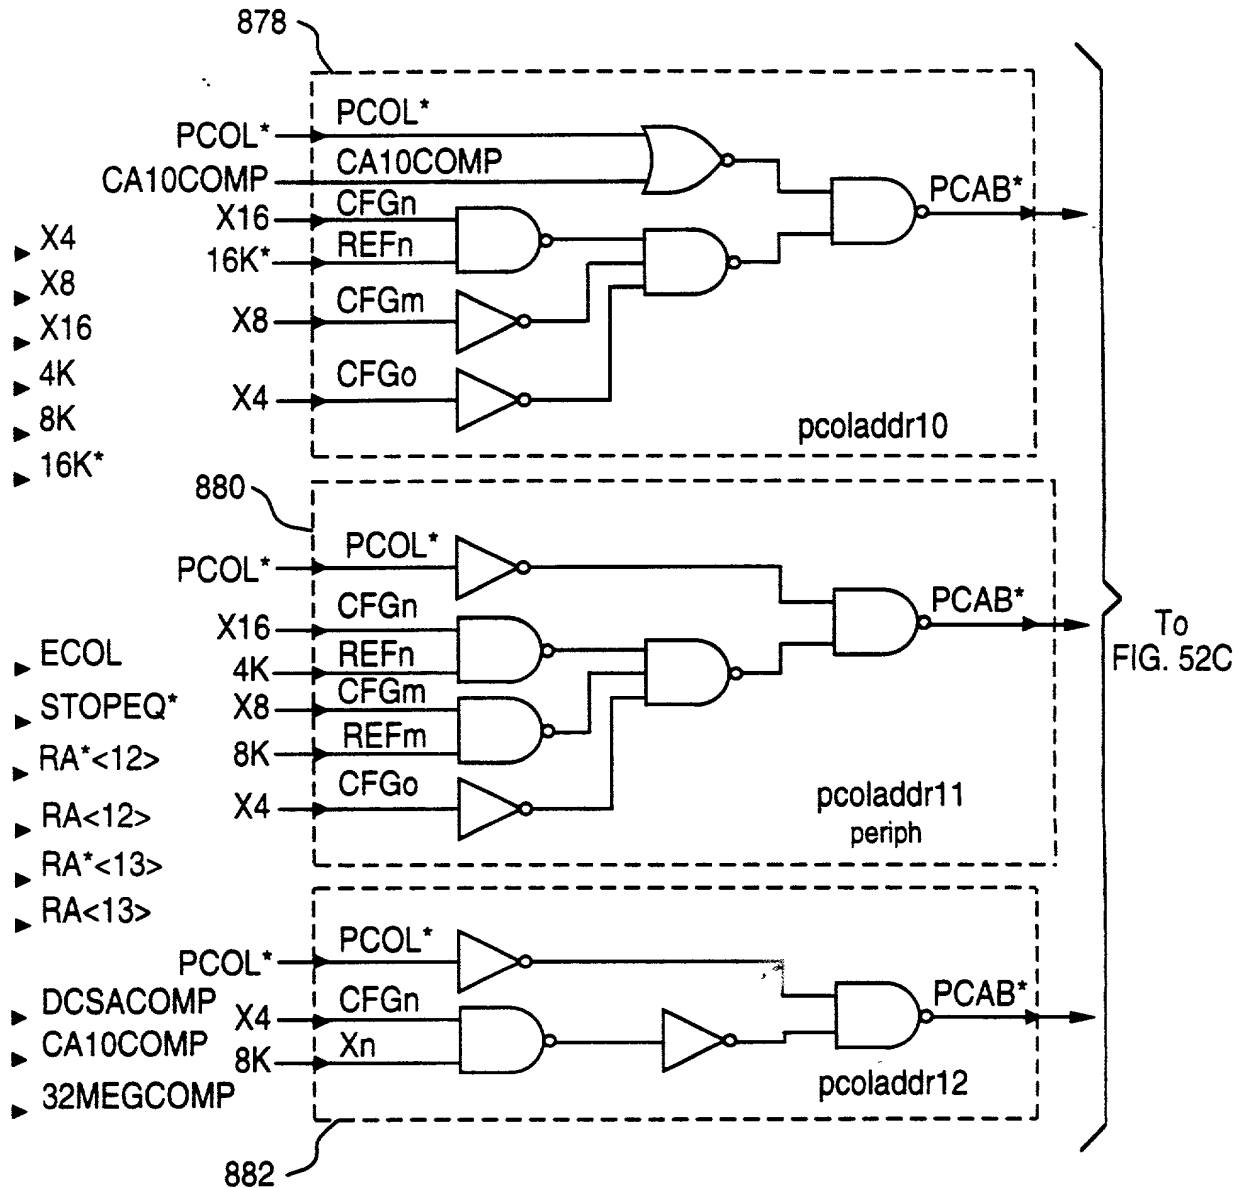 878
PCOL*
PCOL*
CA10COMP
CA10COMP
X16
CFGn
16K*
REFn
X8
CFGm
X4
CFGo
PCAB*
pcoladdr10
X4
X8
X16
4K
8K
16K*
880
PCOL*
PCOL*
X16
CFGn
4K
REFn
X8
CFGm
8K
REFm
X4
CFGo
PCAB*
pcoladdr11
periph
To
FIG. 52C
ECOL
STOPEQ*
RA*<12>
RA<12>
RA*<13>
RA<13>
DCSACOMP
CA10COMP
32MEGCOMP
PCOL*
PCOL*
X4
CFGn
8K
Xn
PCAB*
pcoladdr12
882